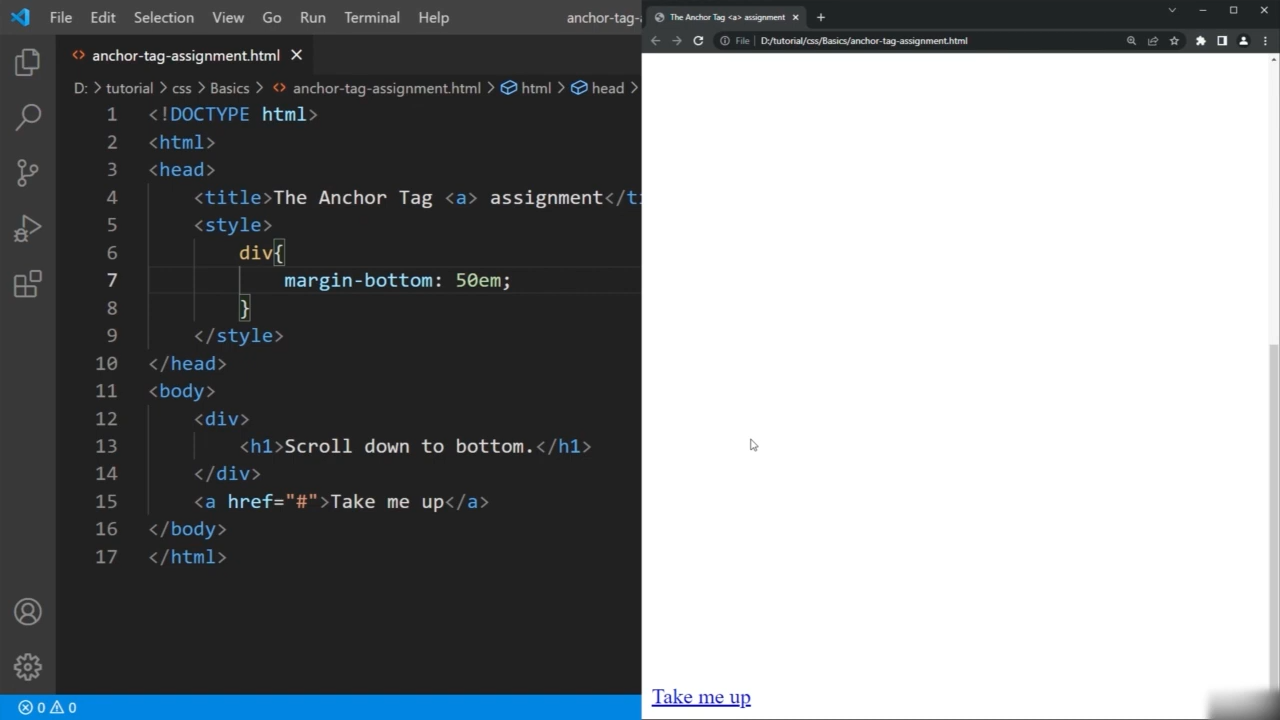 File Edit Selection View Go Run Terminal Help anchor-tag-
anchor-tag-assignment.html
D: > tutorial > css > Basics > anchor-tag-assignment.html > html > head >
1 <!DOCTYPE html>
2 <html>
3 <head>
4 <title>The Anchor Tag <a> assignment</ti
5 <style>
6 div{
7 margin-bottom: 50em;
8 }
9 </style>
10 </head>
11 <body>
12 <div>
13 <h1>Scroll down to bottom.</h1>
14 </div>
15 <a href="#">Take me up</a>
16 </body>
17 </html>
0 0
The Anchor Tag <a> assignment
File D:/tutorial/css/Basics/anchor-tag-assignment.html
Take me up